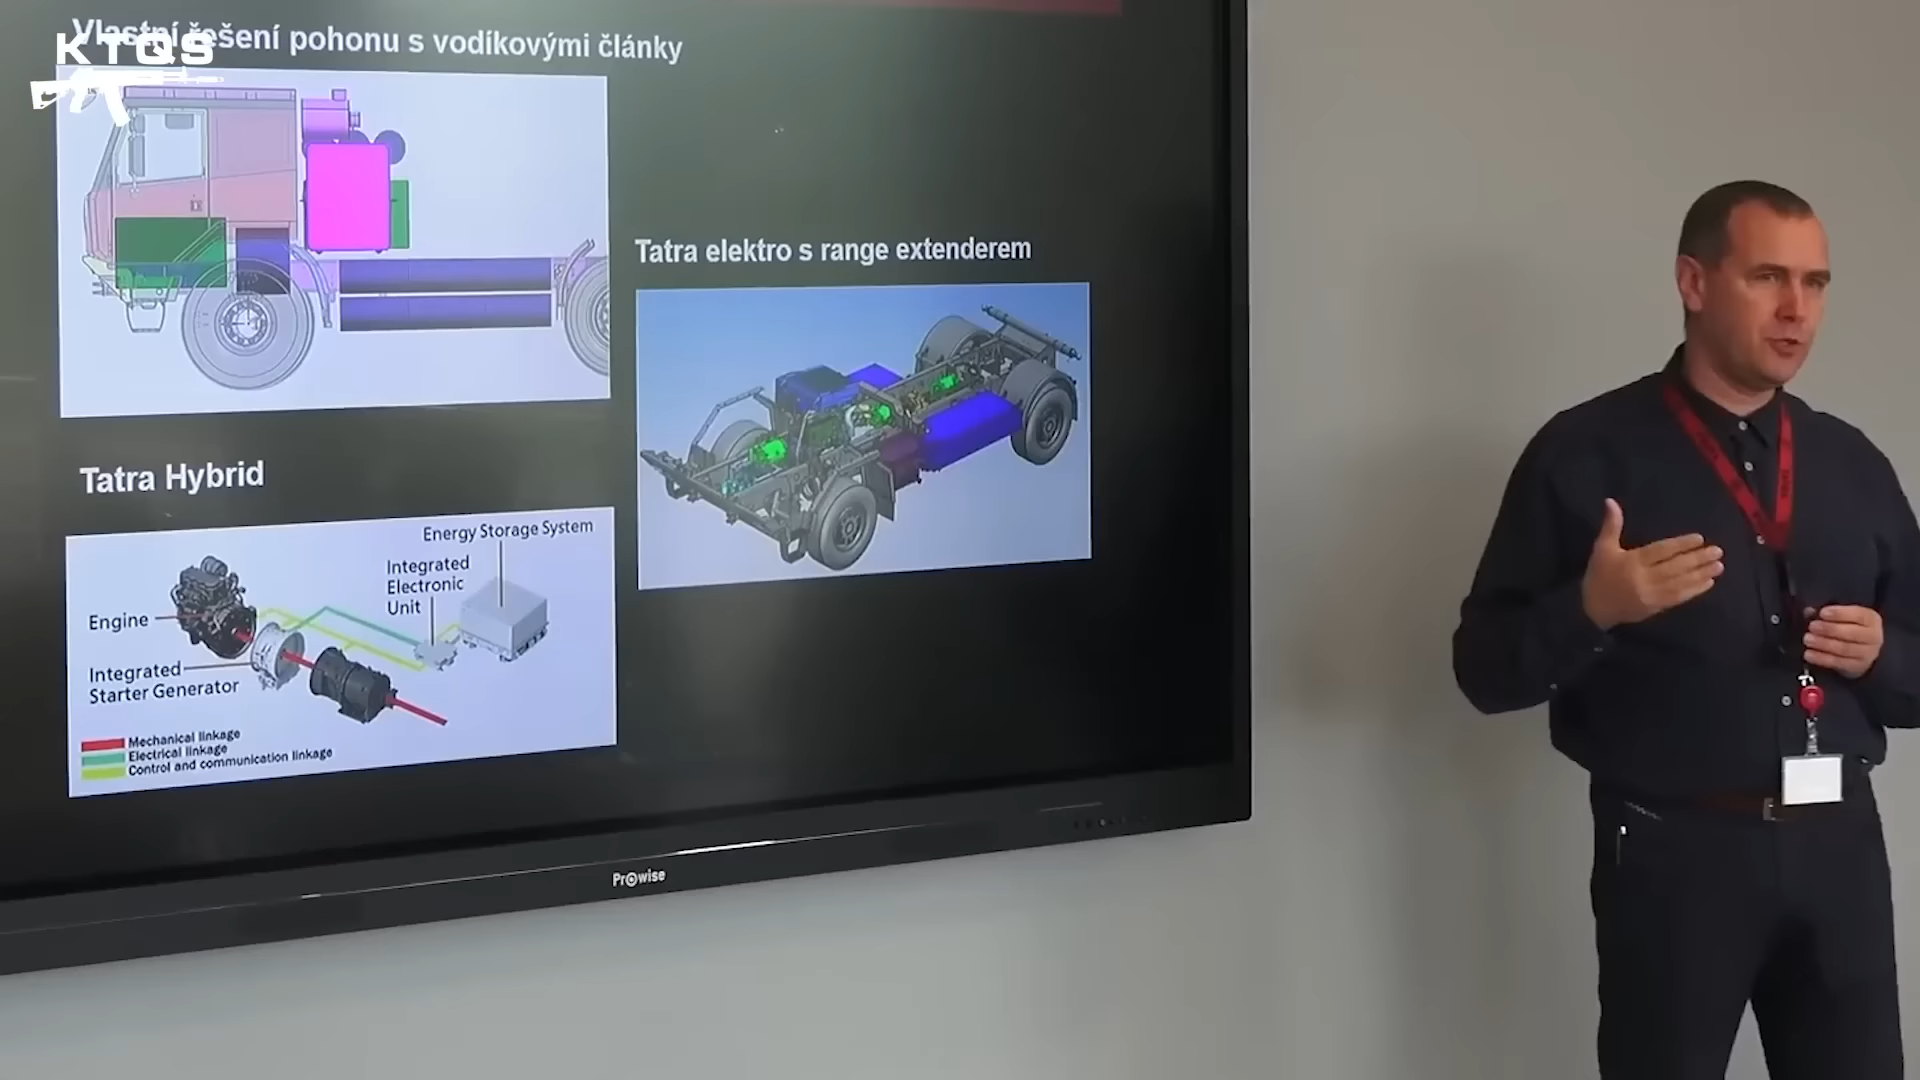 KTQS
Vlastní řešení pohonu s vodíkovými články
Tatra elektro s range extenderem
Tatra Hybrid
Energy Storage System
Integrated
Electronic
Unit
Engine
Integrated
Starter Generator
Mechanical linkage
Electrical linkage
Control and communication linkage
Prowise